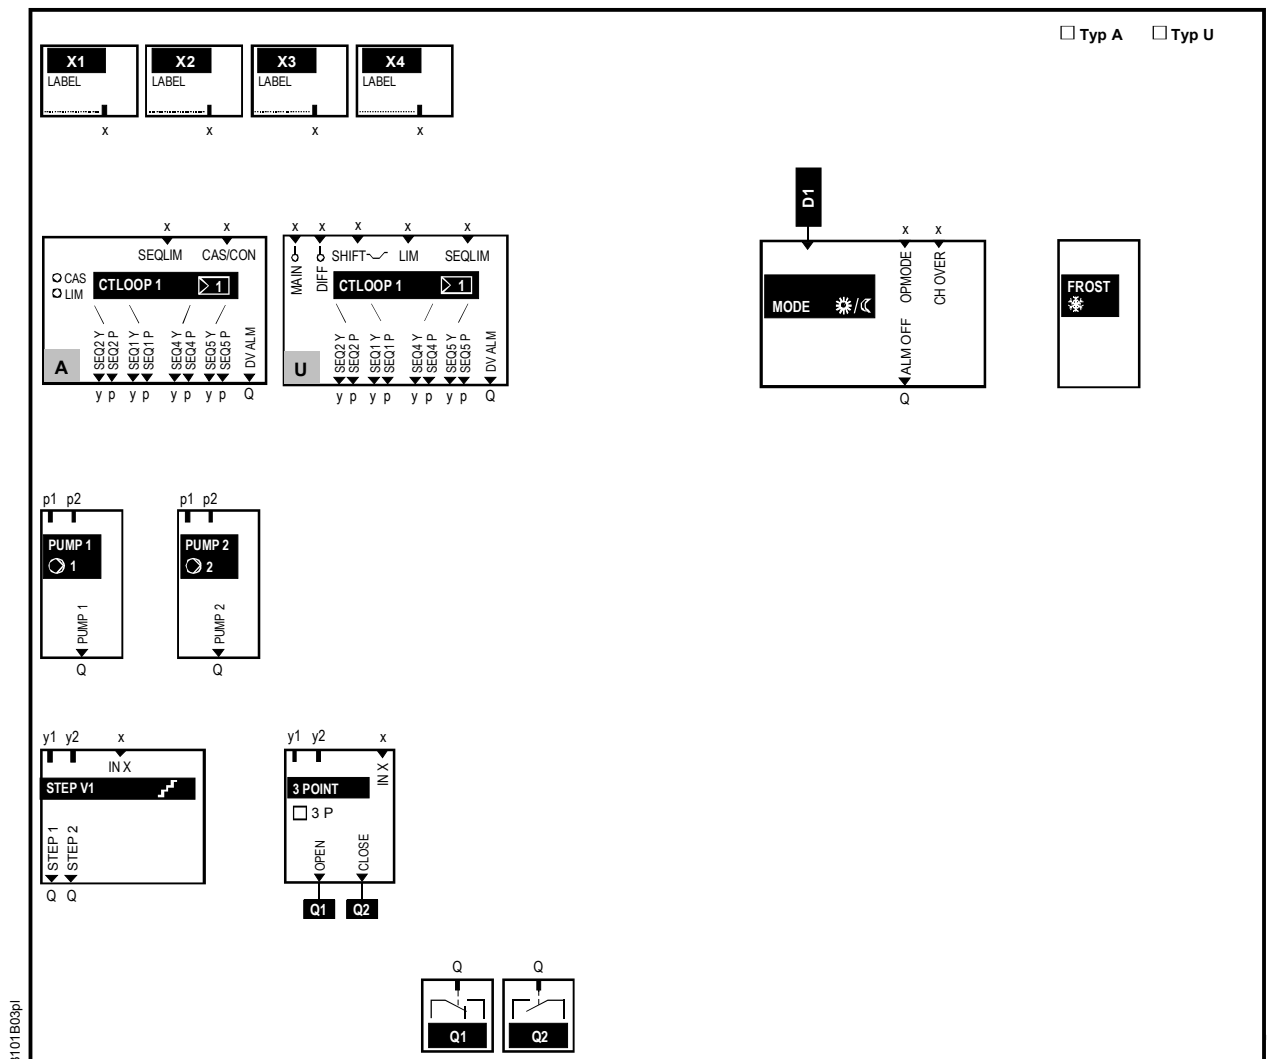 Typ A Typ U
X1 X2 X3 X4
LABEL LABEL LABEL LABEL
x x x x
D1
x x x x x x x x x
SEQLIM CAS/CON MAIN DIFF SHIFT LIM SEQLIM OPMODE CH OVER
CAS
LIM
CTLOOP 1 1 CTLOOP 1 1
MODE / FROST
SEQ2 Y SEQ2 P SEQ1 Y SEQ1 P SEQ4 Y SEQ4 P SEQ5 Y SEQ5 P DV ALM
SEQ2 Y SEQ2 P SEQ1 Y SEQ1 P SEQ4 Y SEQ4 P SEQ5 Y SEQ5 P DV ALM
ALM OFF
A U
y p y p y p y p Q y p y p y p y p Q Q
p1 p2 p1 p2
PUMP 1 PUMP 2
1 2
PUMP 1 PUMP 2
Q Q
y1 y2 x y1 y2 x
IN X IN X
STEP V1 3 POINT
3 P
STEP 1 STEP 2 OPEN CLOSE
Q Q Q1 Q2
Q Q
Q1 Q2